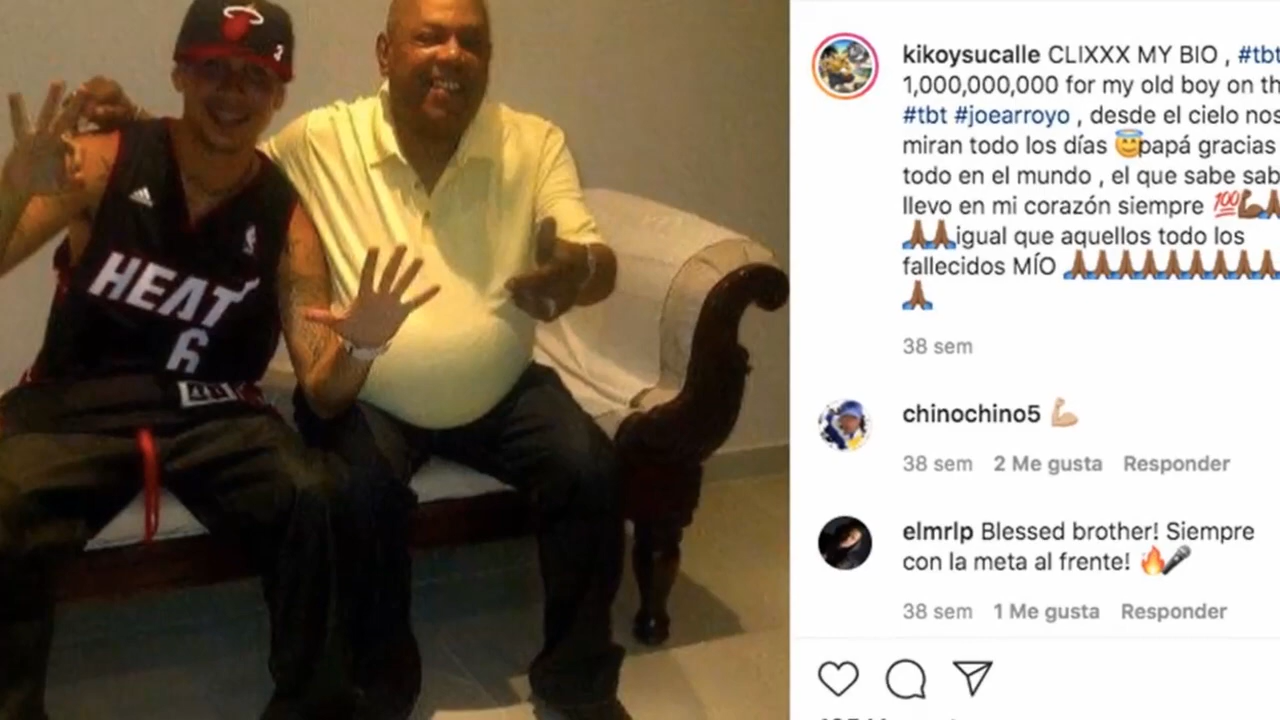 HEAT
6
kikoysucalle CLIXXX MY BIO , #tbt
1,000,000,000 for my old boy on th
#tbt #joearroyo , desde el cielo nos
miran todo los días 😇papá gracias
todo en el mundo , el que sabe sab
llevo en mi corazón siempre 💯💪🏾🙏🏾
🙏🏾🙏🏾igual que aquellos todo los
fallecidos MÍO 🙏🏾🙏🏾🙏🏾🙏🏾🙏🏾🙏🏾🙏🏾🙏🏾
🙏🏾
38 sem
chinochino5 💪🏼
38 sem 2 Me gusta Responder
elmrlp Blessed brother! Siempre
con la meta al frente! 🔥🎤
38 sem 1 Me gusta Responder